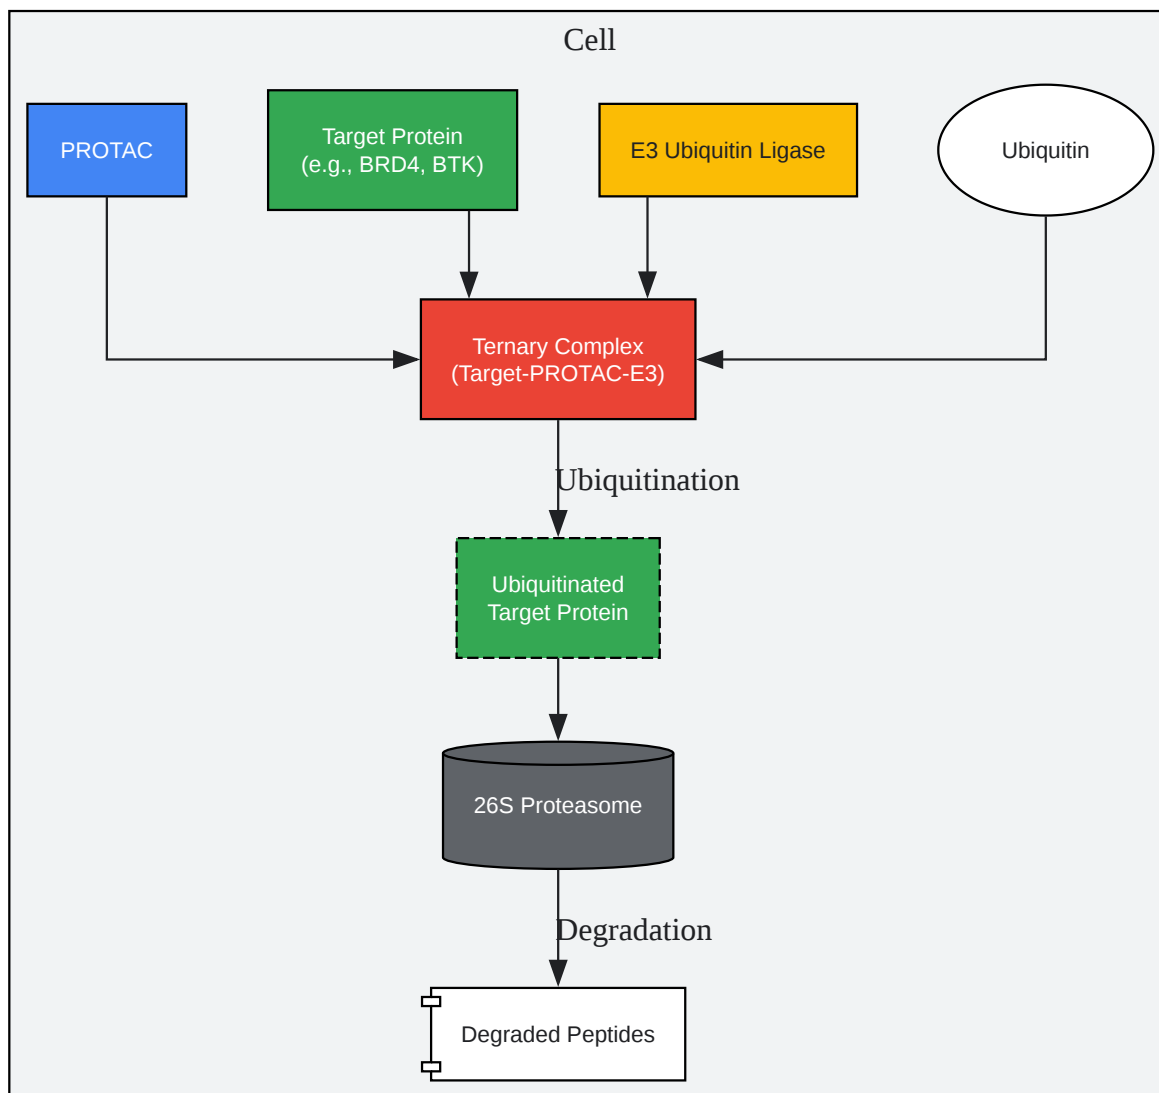 Cell
PROTAC
Target Protein
(e.g., BRD4, BTK)
E3 Ubiquitin Ligase
Ubiquitin
Ternary Complex
(Target-PROTAC-E3)
Ubiquitination
Ubiquitinated
Target Protein
26S Proteasome
Degradation
Degraded Peptides